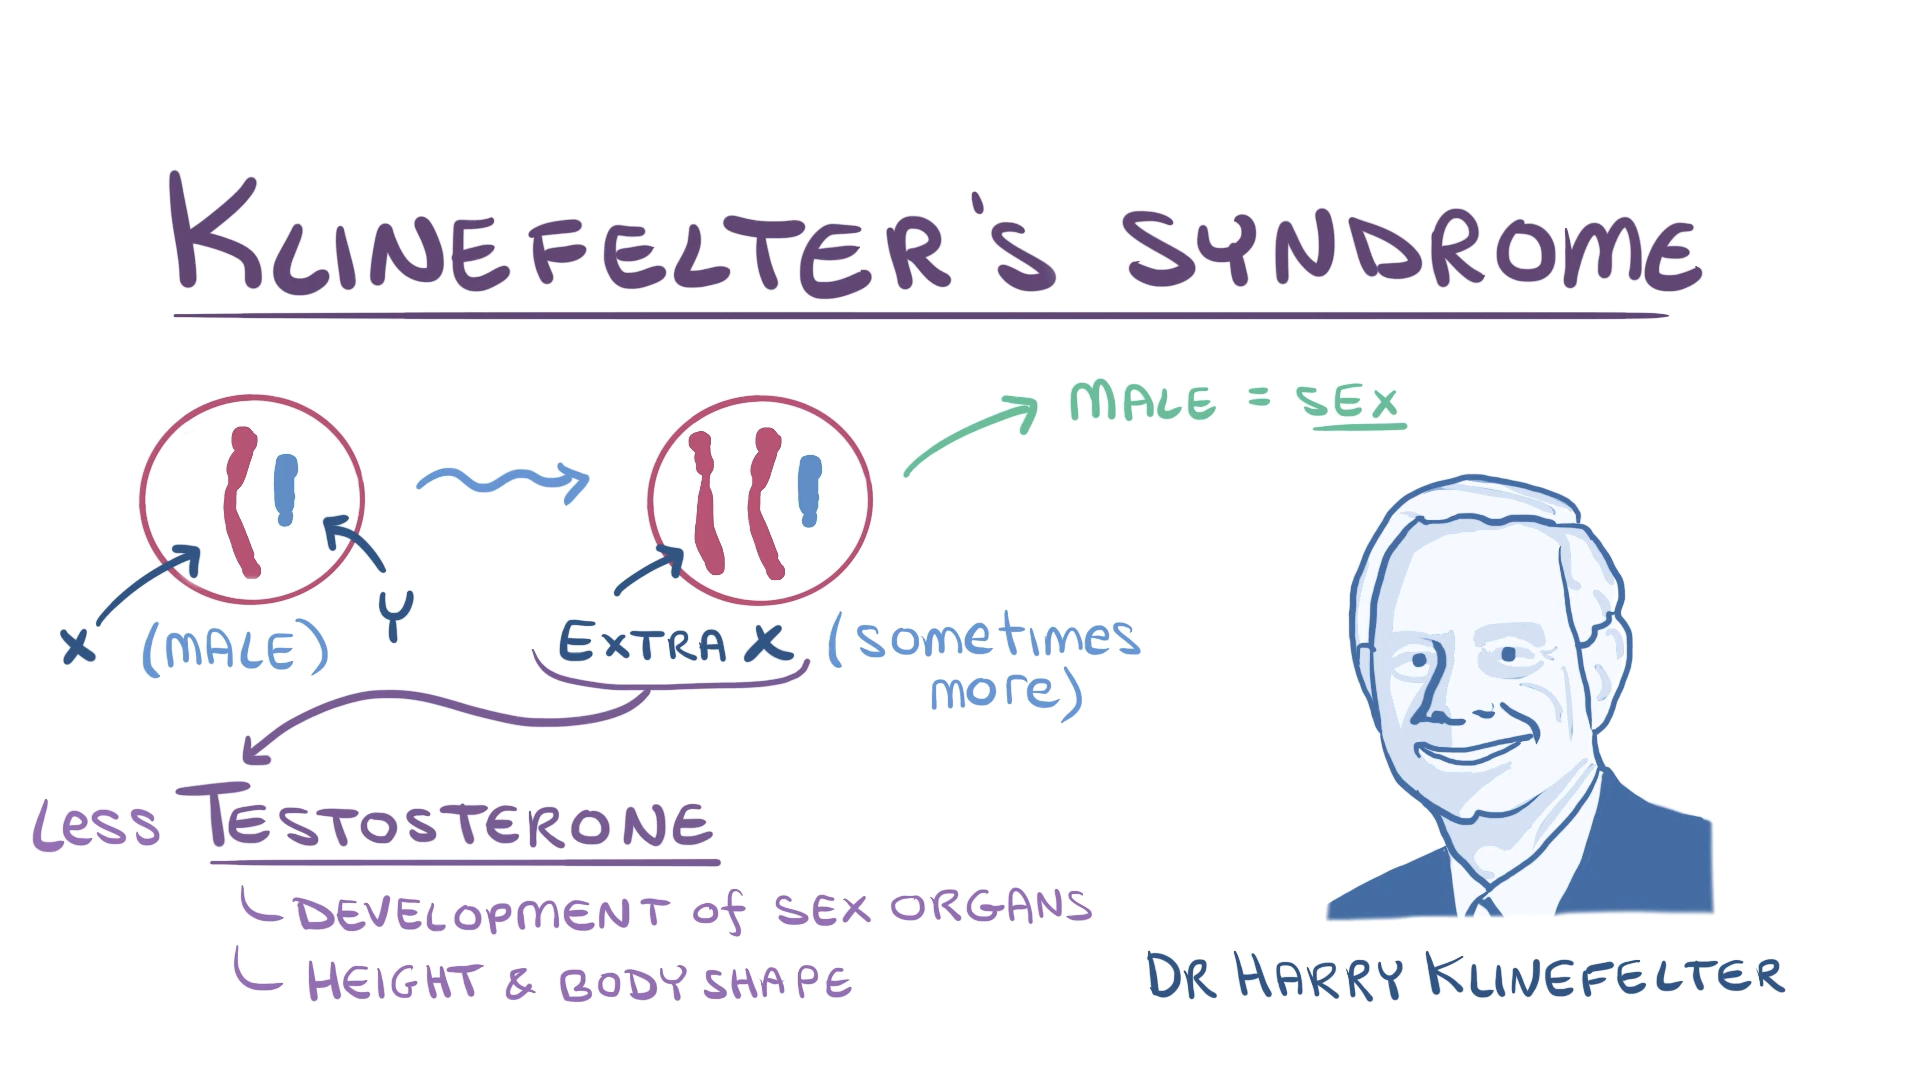 KLINEFELTER'S SYNDROME
MALE = SEX
X (MALE) Y
EXTRA X (sometimes
more)
Less TESTOSTERONE
DEVELOPMENT of SEX ORGANS
HEIGHT & BODY SHAPE
DR HARRY KLINEFELTER